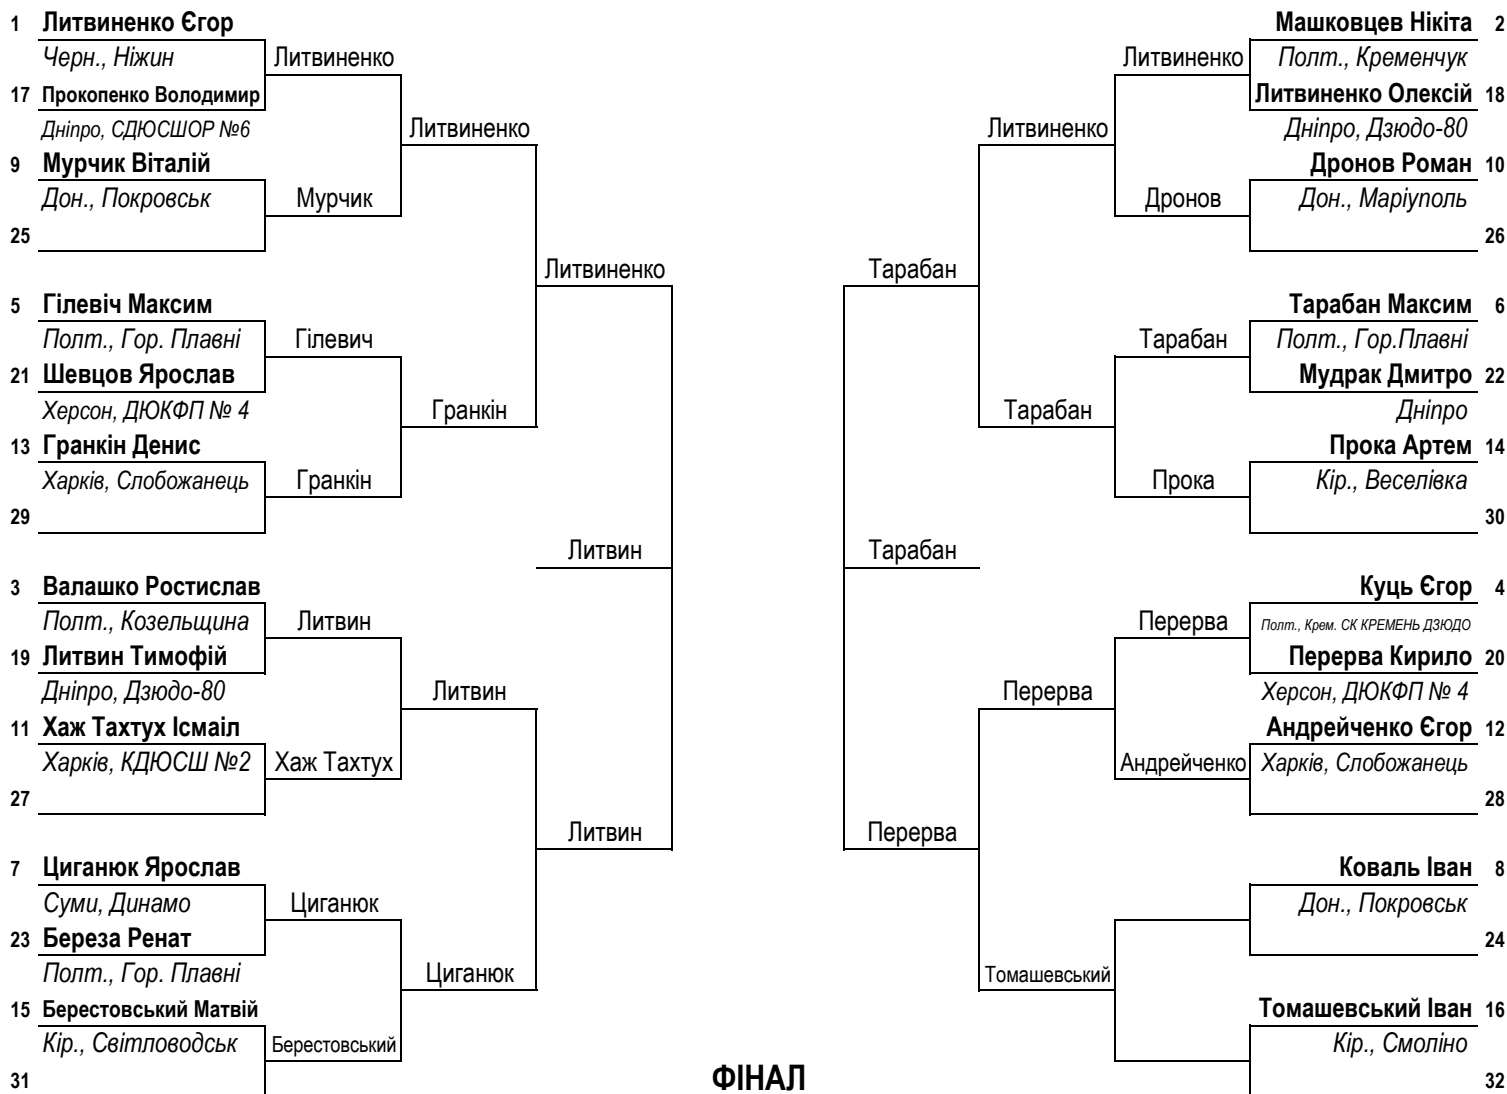 1 Литвиненко Єгор
Машковцев Нікіта 2
Черн., Ніжин
Литвиненко
Литвиненко
Полт., Кременчук
17 Прокопенко Володимир
Литвиненко Олексій 18
Дніпро, СДЮСШОР №6
Литвиненко
Литвиненко
Дніпро, Дзюдо-80
9 Мурчик Віталій
Дронов Роман 10
Дон., Покровськ
Мурчик
Дронов
Дон., Маріуполь
25
26
Литвиненко
Тарабан
5 Гілевіч Максим
Тарабан Максим 6
Полт., Гор. Плавні
Гілевич
Тарабан
Полт., Гор.Плавні
21 Шевцов Ярослав
Мудрак Дмитро 22
Херсон, ДЮКФП № 4
Гранкін
Тарабан
Дніпро
13 Гранкін Денис
Прока Артем 14
Харків, Слобожанець
Гранкін
Прока
Кір., Веселівка
29
30
Литвин
Тарабан
3 Валашко Ростислав
Куць Єгор 4
Полт., Козельщина
Литвин
Перерва
Полт., Крем. СК КРЕМЕНЬ ДЗЮДО
19 Литвин Тимофій
Перерва Кирило 20
Дніпро, Дзюдо-80
Литвин
Перерва
Херсон, ДЮКФП № 4
11 Хаж Тахтух Ісмаіл
Андрейченко Єгор 12
Харків, КДЮСШ №2
Хаж Тахтух
Андрейченко
Харків, Слобожанець
27
28
Литвин
Перерва
7 Циганюк Ярослав
Коваль Іван 8
Суми, Динамо
Циганюк
Дон., Покровськ
23 Береза Ренат
24
Полт., Гор. Плавні
Циганюк
Томашевський
15 Берестовський Матвій
Томашевський Іван 16
Кір., Світловодськ
Берестовський
Кір., Смоліно
31
ФІНАЛ
32